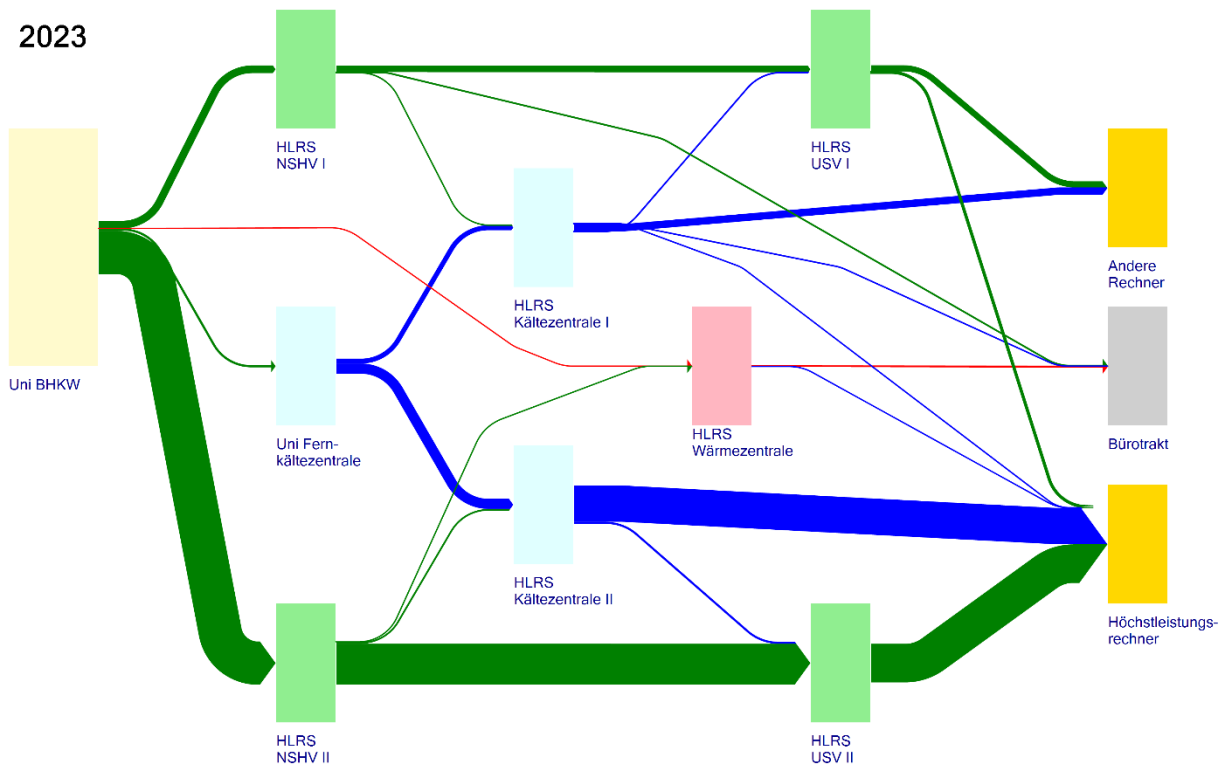 2023
HLRS
NSHV I
HLRS
USV I
Andere
Rechner
HLRS
Kältezentrale I
Uni BHKW
Uni Fern-
kältezentrale
HLRS
Wärmezentrale
Bürotrakt
HLRS
Kältezentrale II
Höchstleistungs-
rechner
HLRS
NSHV II
HLRS
USV II